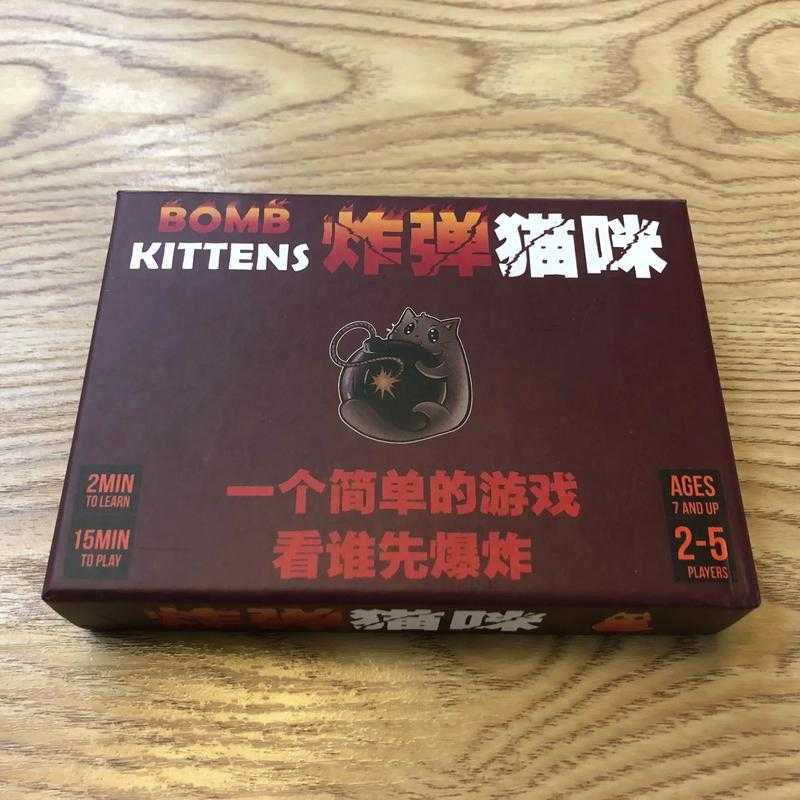 BOMB
KITTENS
炸弹猫咪
一个简单的游戏
看谁先爆炸
2MIN
TO LEARN
15MIN
TO PLAY
AGES
7 AND UP
2-5
PLAYERS
炸弹猫咪